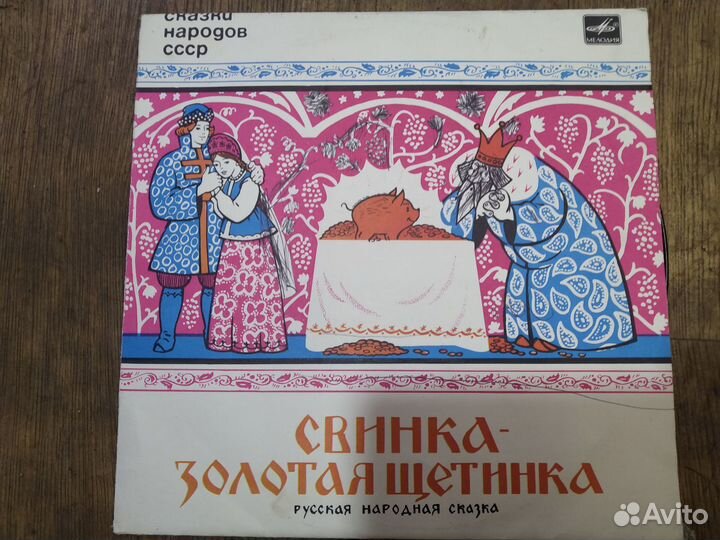 сказки
народов
ссср
МЕЛОДИЯ
СВИНКА-
ЗОЛОТАЯ ЩЕТИНКА
РУССКАЯ НАРОДНАЯ СКАЗКА
Avito